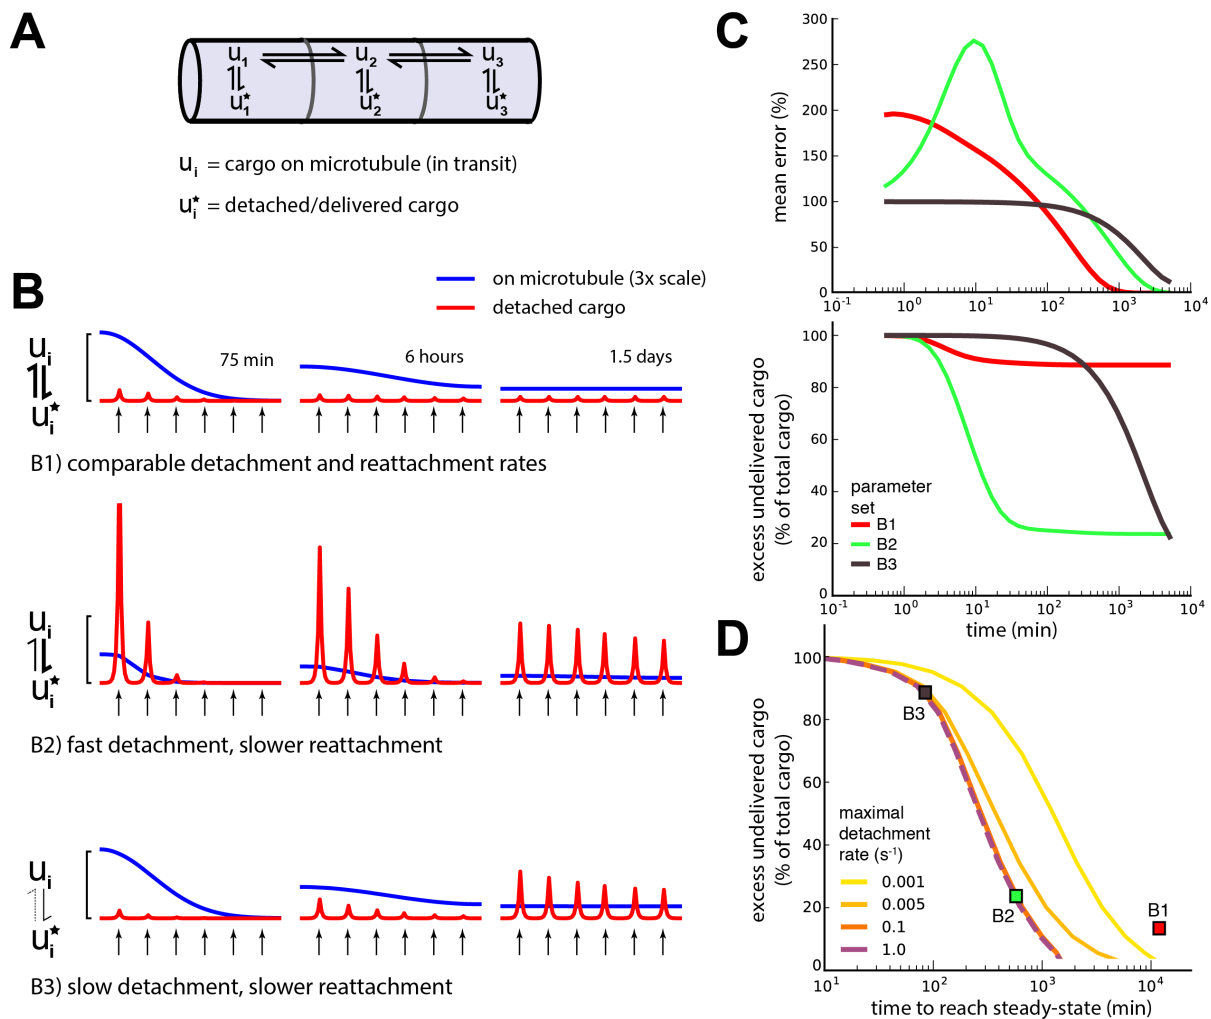 A
u1 u2 u3
u1★ u2★ u3★
ui = cargo on microtubule (in transit)
ui★ = detached/delivered cargo
B
on microtubule (3x scale)
detached cargo
ui
ui★
75 min
6 hours
1.5 days
B1) comparable detachment and reattachment rates
ui
ui★
B2) fast detachment, slower reattachment
ui
ui★
B3) slow detachment, slower reattachment
C
mean error (%)
300
250
200
150
100
50
0
10-1 100 101 102 103 104
excess undelivered cargo
(% of total cargo)
100
80
60
40
20
0
parameter
set
B1
B2
B3
10-1 100 101 102 103 104
time (min)
D
excess undelivered cargo
(% of total cargo)
100
80
60
40
20
0
B3
B2
B1
maximal
detachment
rate (s-1)
0.001
0.005
0.1
1.0
101 102 103 104
time to reach steady-state (min)